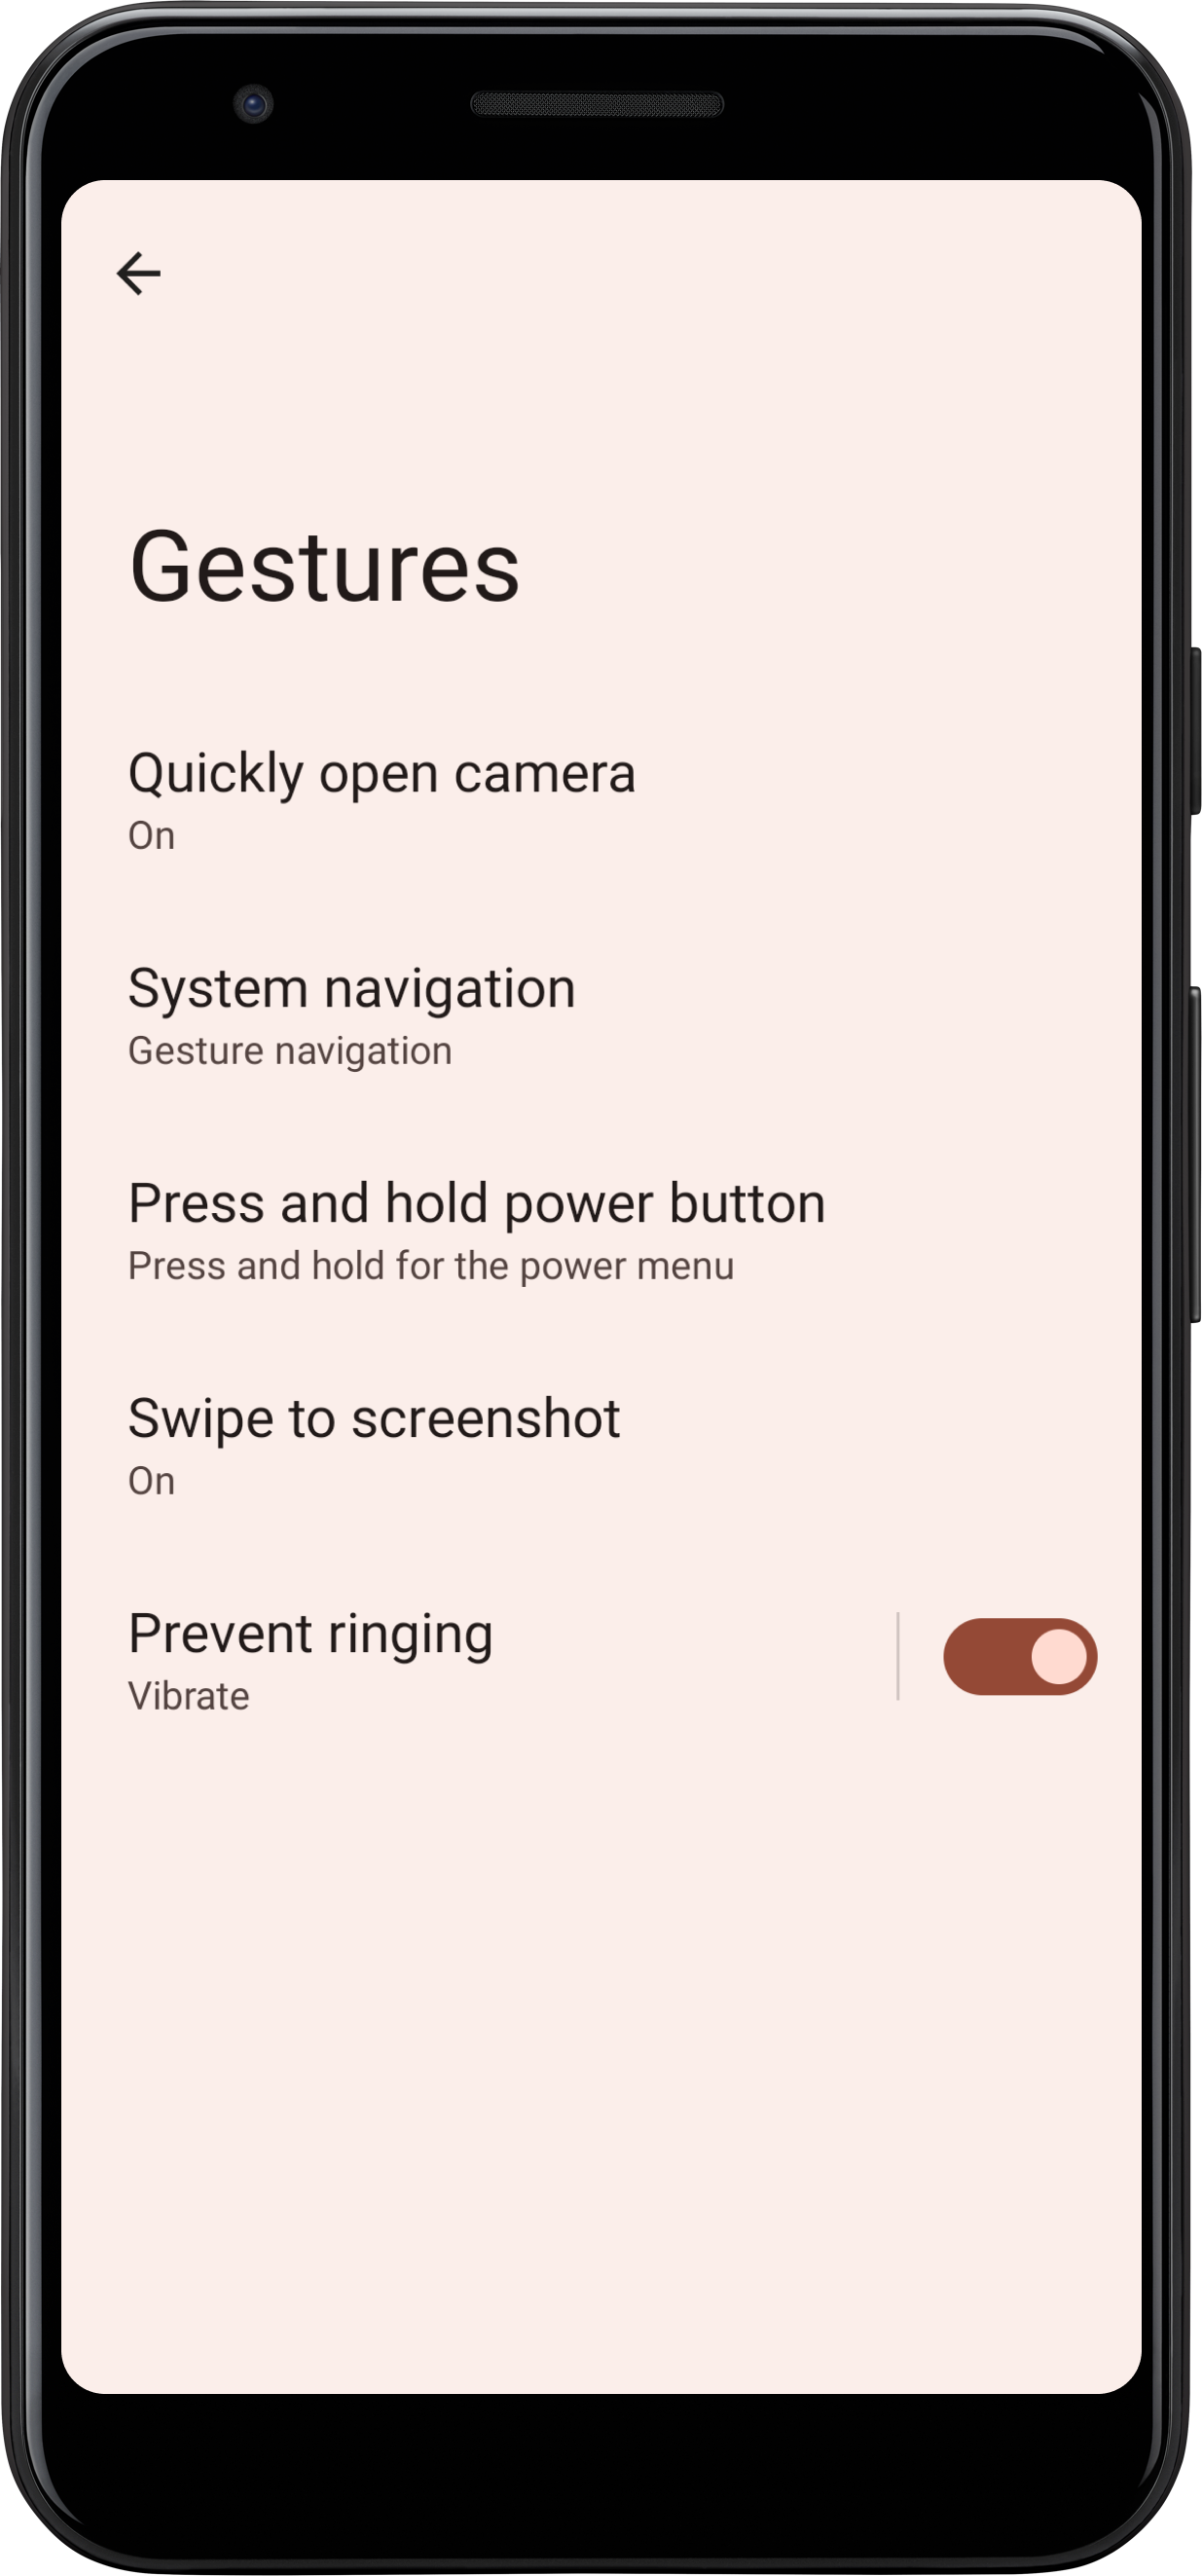 Gestures
Quickly open camera
On
System navigation
Gesture navigation
Press and hold power button
Press and hold for the power menu
Swipe to screenshot
On
Prevent ringing
Vibrate